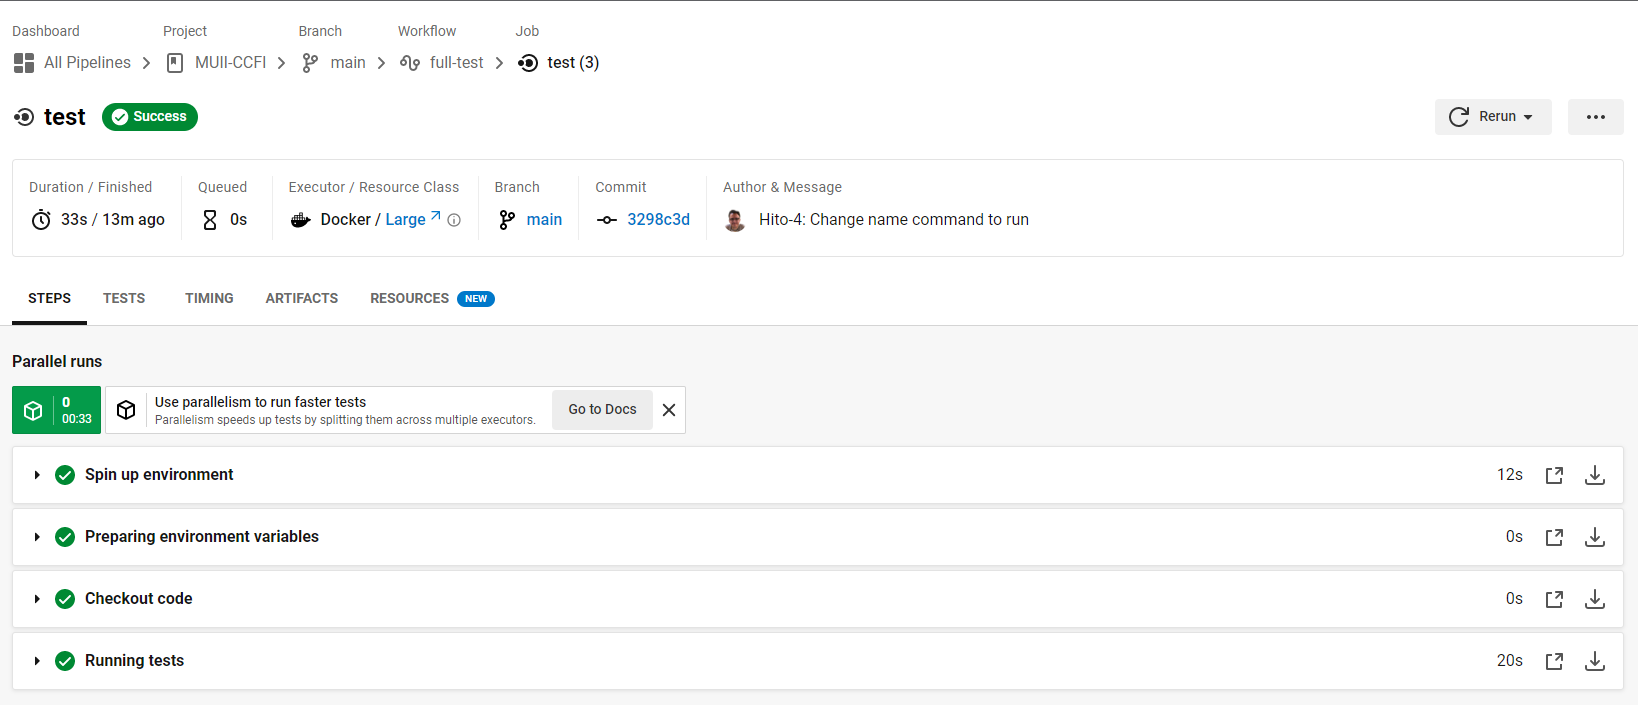 Dashboard Project Branch Workflow Job
All Pipelines MUII-CCFI main full-test test (3)
test Success Rerun
Duration / Finished Queued Executor / Resource Class Branch Commit Author & Message
33s / 13m ago 0s Docker / Large main 3298c3d Hito-4: Change name command to run
STEPS TESTS TIMING ARTIFACTS RESOURCES NEW
Parallel runs
0
00:33
Use parallelism to run faster tests
Parallelism speeds up tests by splitting them across multiple executors.
Go to Docs
Spin up environment 12s
Preparing environment variables 0s
Checkout code 0s
Running tests 20s